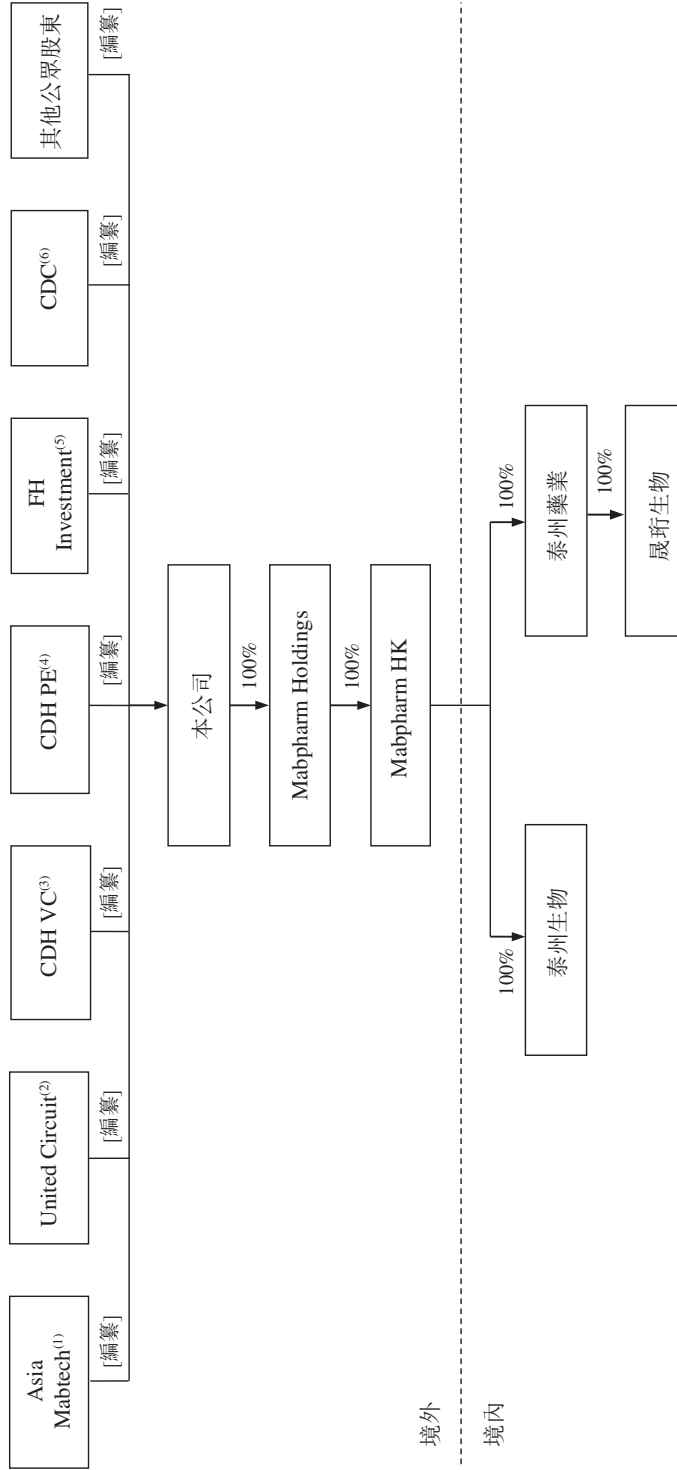 Asia
Mabtech(1)
United Circuit(2)
CDH VC(3)
CDH PE(4)
FH
Investment(5)
CDC(6)
其他公眾股東
[編纂]
[編纂]
[編纂]
[編纂]
[編纂]
[編纂]
[編纂]
本公司
100%
Mabpharm Holdings
100%
Mabpharm HK
境外
境內
100%
100%
泰州生物
泰州藥業
100%
晟珩生物